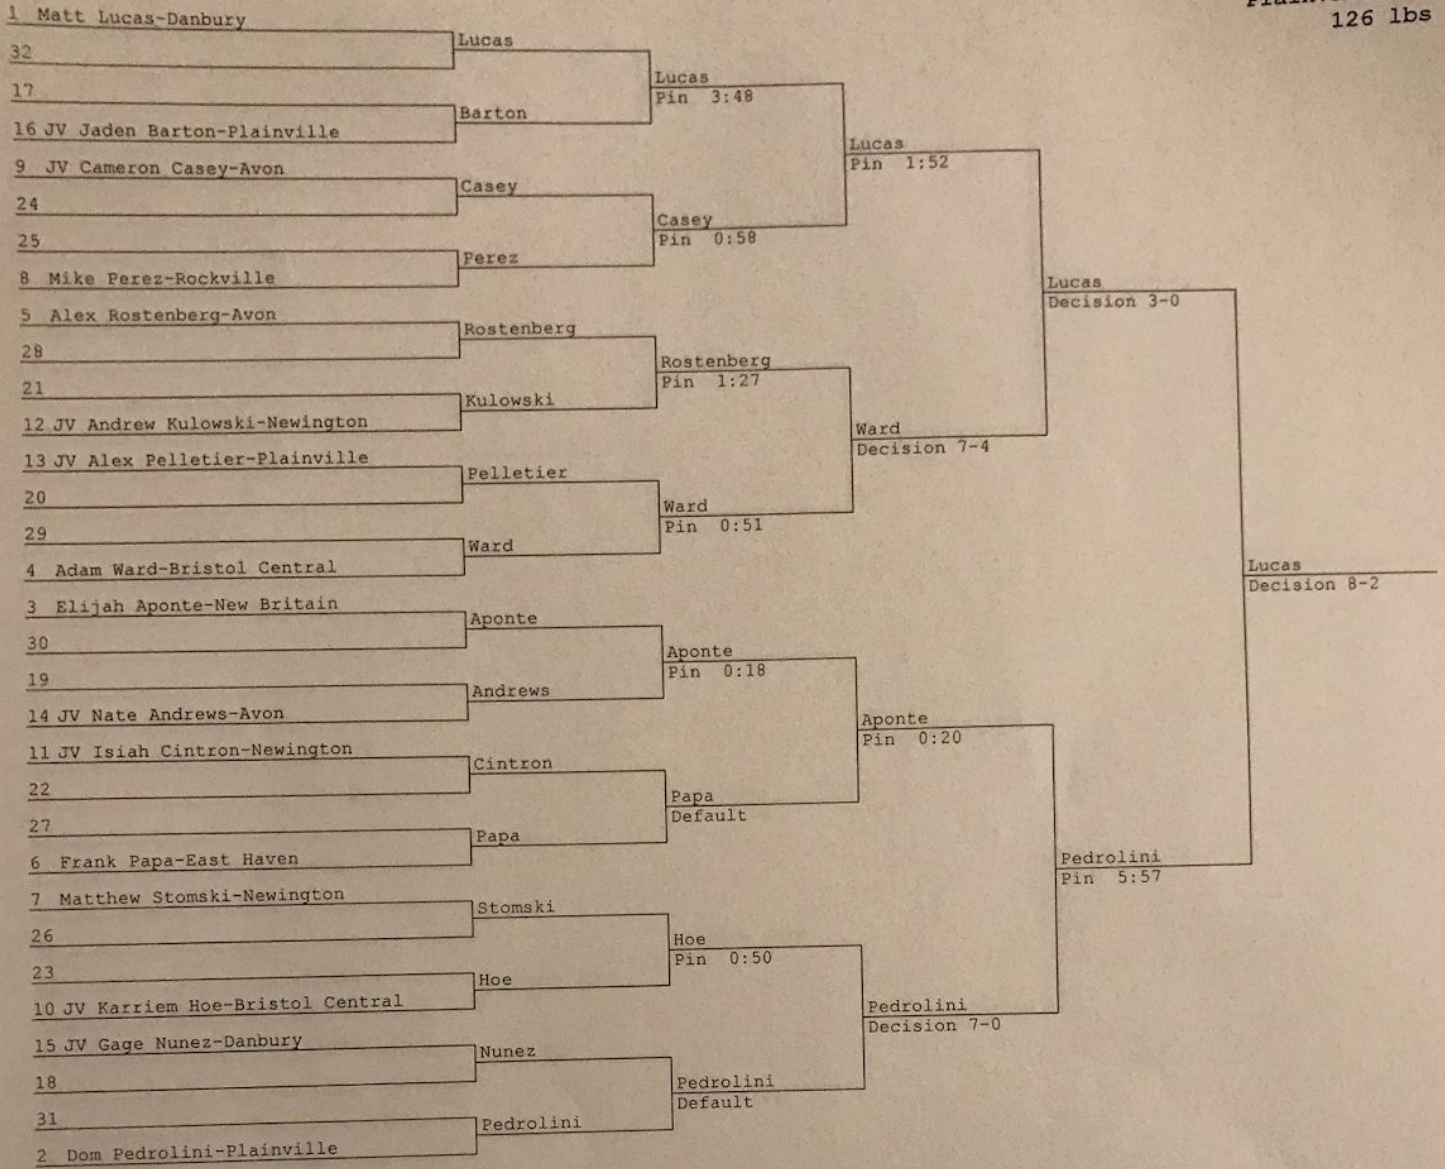 126 lbs
1 Matt Lucas-Danbury
32
17
16 JV Jaden Barton-Plainville
9 JV Cameron Casey-Avon
24
25
8 Mike Perez-Rockville
5 Alex Rostenberg-Avon
28
21
12 JV Andrew Kulowski-Newington
13 JV Alex Pelletier-Plainville
20
29
4 Adam Ward-Bristol Central
3 Elijah Aponte-New Britain
30
19
14 JV Nate Andrews-Avon
11 JV Isiah Cintron-Newington
22
27
6 Frank Papa-East Haven
7 Matthew Stomski-Newington
26
23
10 JV Karriem Hoe-Bristol Central
15 JV Gage Nunez-Danbury
18
31
2 Dom Pedrolini-Plainville
Lucas
Barton
Casey
Perez
Rostenberg
Kulowski
Pelletier
Ward
Aponte
Andrews
Cintron
Papa
Stomski
Hoe
Nunez
Pedrolini
Lucas
Pin 3:48
Casey
Pin 0:58
Rostenberg
Pin 1:27
Ward
Pin 0:51
Aponte
Pin 0:18
Papa
Default
Hoe
Pin 0:50
Pedrolini
Default
Lucas
Pin 1:52
Ward
Decision 7-4
Aponte
Pin 0:20
Pedrolini
Decision 7-0
Lucas
Decision 3-0
Pedrolini
Pin 5:57
Lucas
Decision 8-2